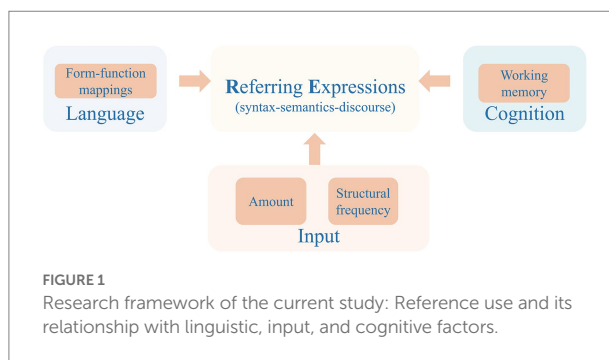 Form-function
mappings
Language
Referring Expressions
(syntax-semantics-discourse)
Working
memory
Cognition
Amount
Structural
frequency
Input
FIGURE 1
Research framework of the current study: Reference use and its
relationship with linguistic, input, and cognitive factors.